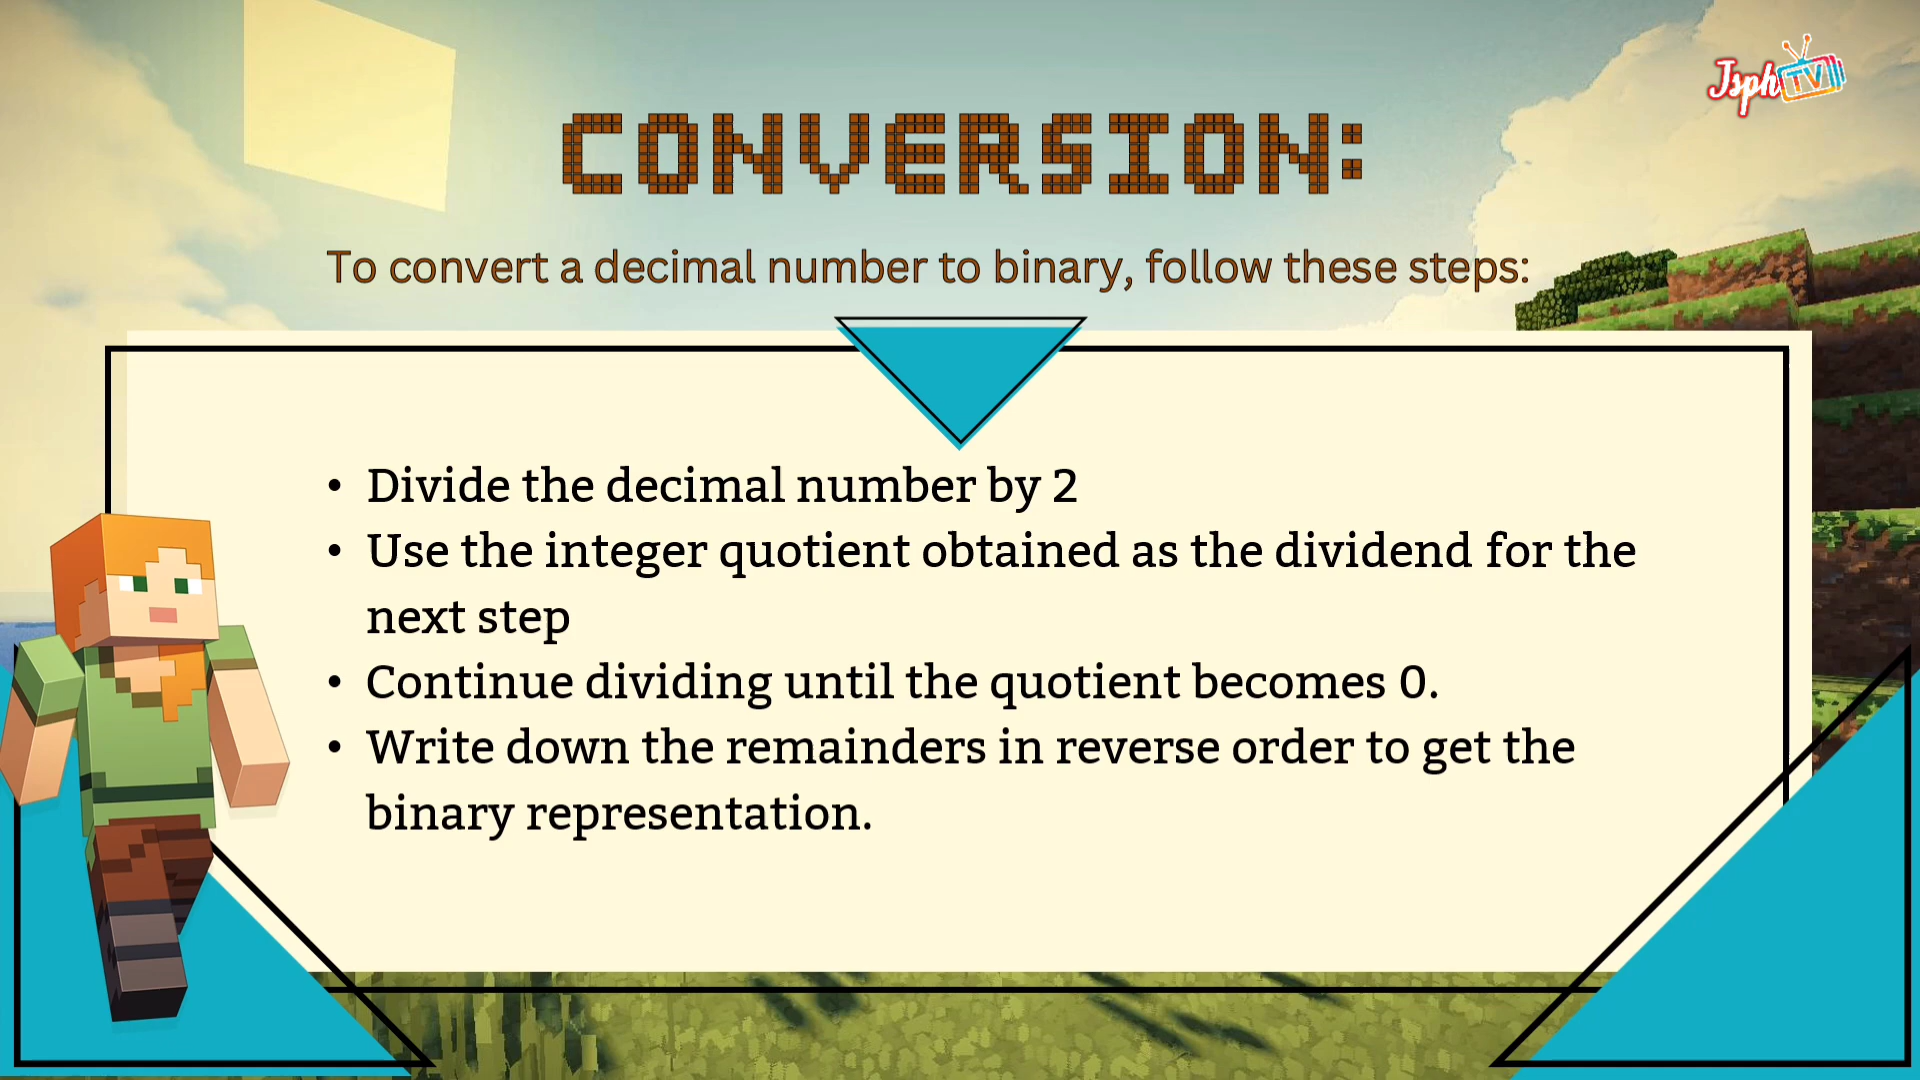 Jsph TV
CONVERSION:
To convert a decimal number to binary, follow these steps:
• Divide the decimal number by 2
• Use the integer quotient obtained as the dividend for the
next step
• Continue dividing until the quotient becomes 0.
• Write down the remainders in reverse order to get the
binary representation.